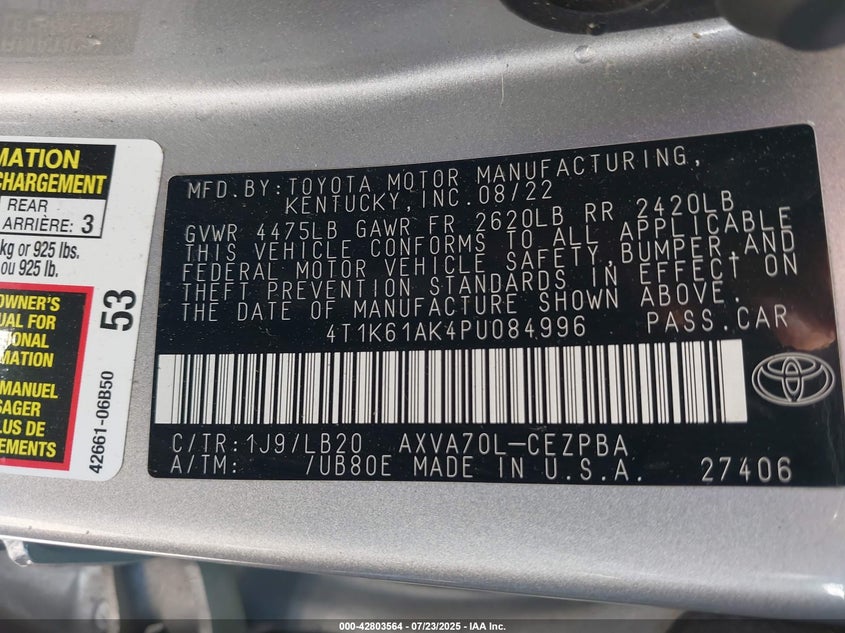 MATION
CHARGEMENT
REAR
ARRIÈRE: 3
kg or 925 lbs.
ou 925 lb.
OWNER'S
UAL FOR
TIONAL
RMATION
MANUEL
SAGER
LUS DE
EMENTS
53
42661-06B50
MFD.BY:TOYOTA MOTOR MANUFACTURING,
KENTUCKY, INC.08/22
GVWR 4475LB GAWR FR 2620LB RR 2420LB
THIS VEHICLE CONFORMS TO ALL APPLICABLE
FEDERAL MOTOR VEHICLE SAFETY,BUMPER,AND
THEFT PREVENTION STANDARDS IN EFFECT ON
THE DATE OF MANUFACTURE SHOWN ABOVE.
4T1K61AK4PU084996 PASS.CAR
C/TR:1J9/LB20 AXVA70L-CEZPBA
A/TM: /UB80E MADE IN U.S.A. 27406
000-42803564 / 07/23/2025 - IAA Inc.